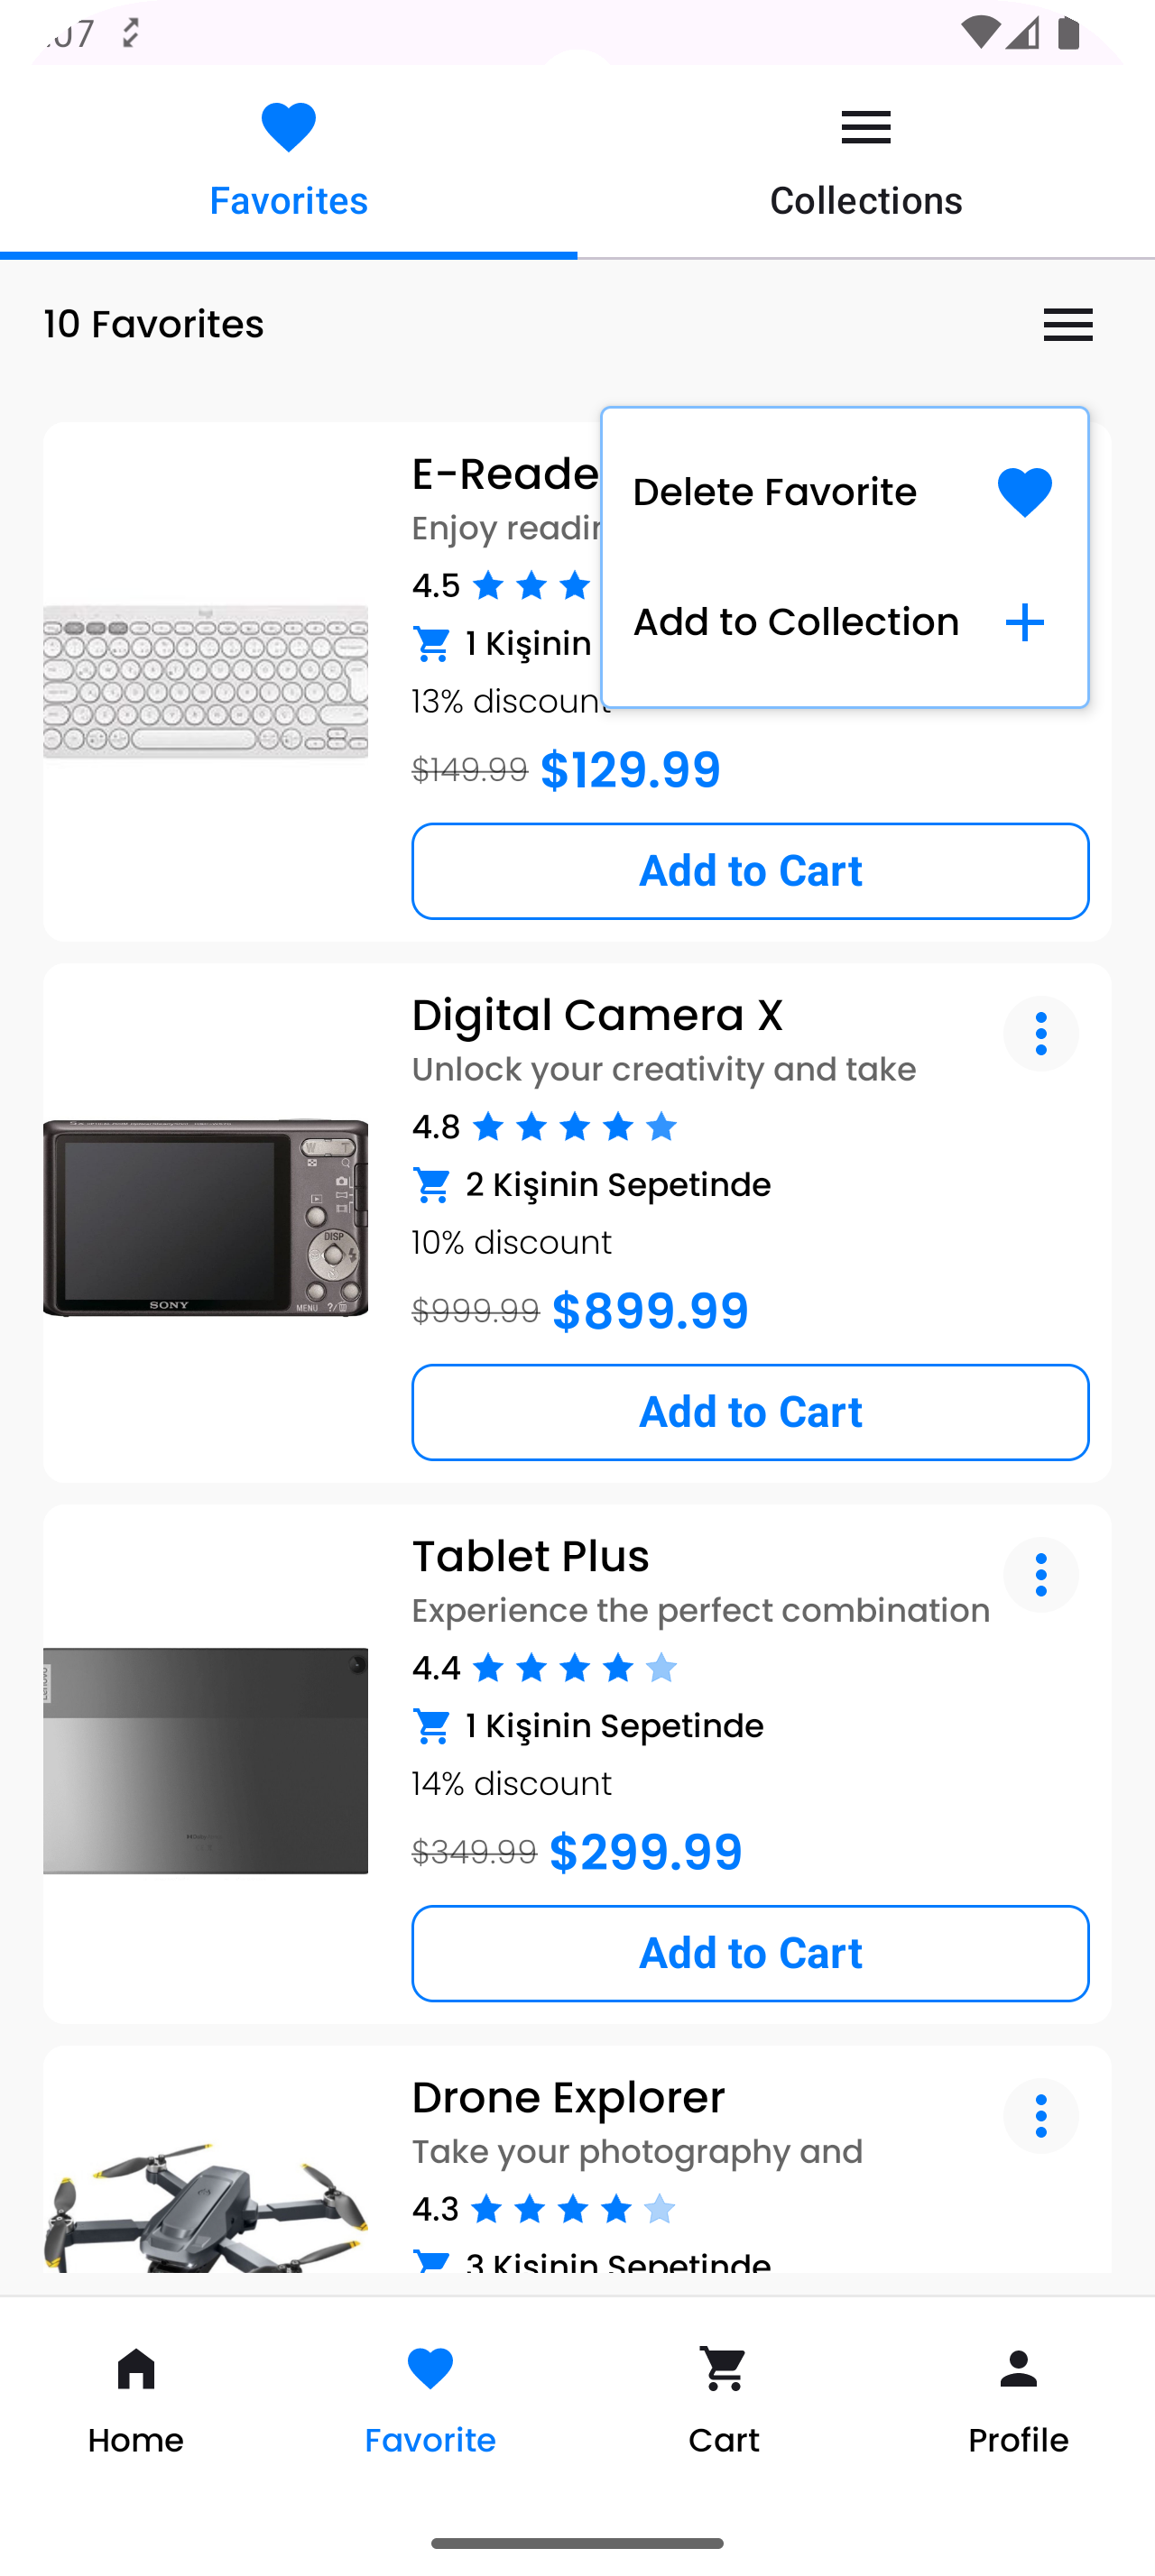 Favorites
Collections
10 Favorites
Delete Favorite
Add to Collection
Enjoy
4.5
1 Kişinin
13% discount
$149.99 $129.99
Add to Cart
Digital Camera X
Unlock your creativity and take
4.8
2 Kişinin Sepetinde
10% discount
$999.99 $899.99
Add to Cart
W T
DISP
SONY
MENU
Tablet Plus
Experience the perfect combination
4.4
1 Kişinin Sepetinde
14% discount
$349.99 $299.99
Add to Cart
Lenovo
Drone Explorer
Take your photography and
4.3
3 Kişinin Sepetinde
Home
Favorite
Cart
Profile